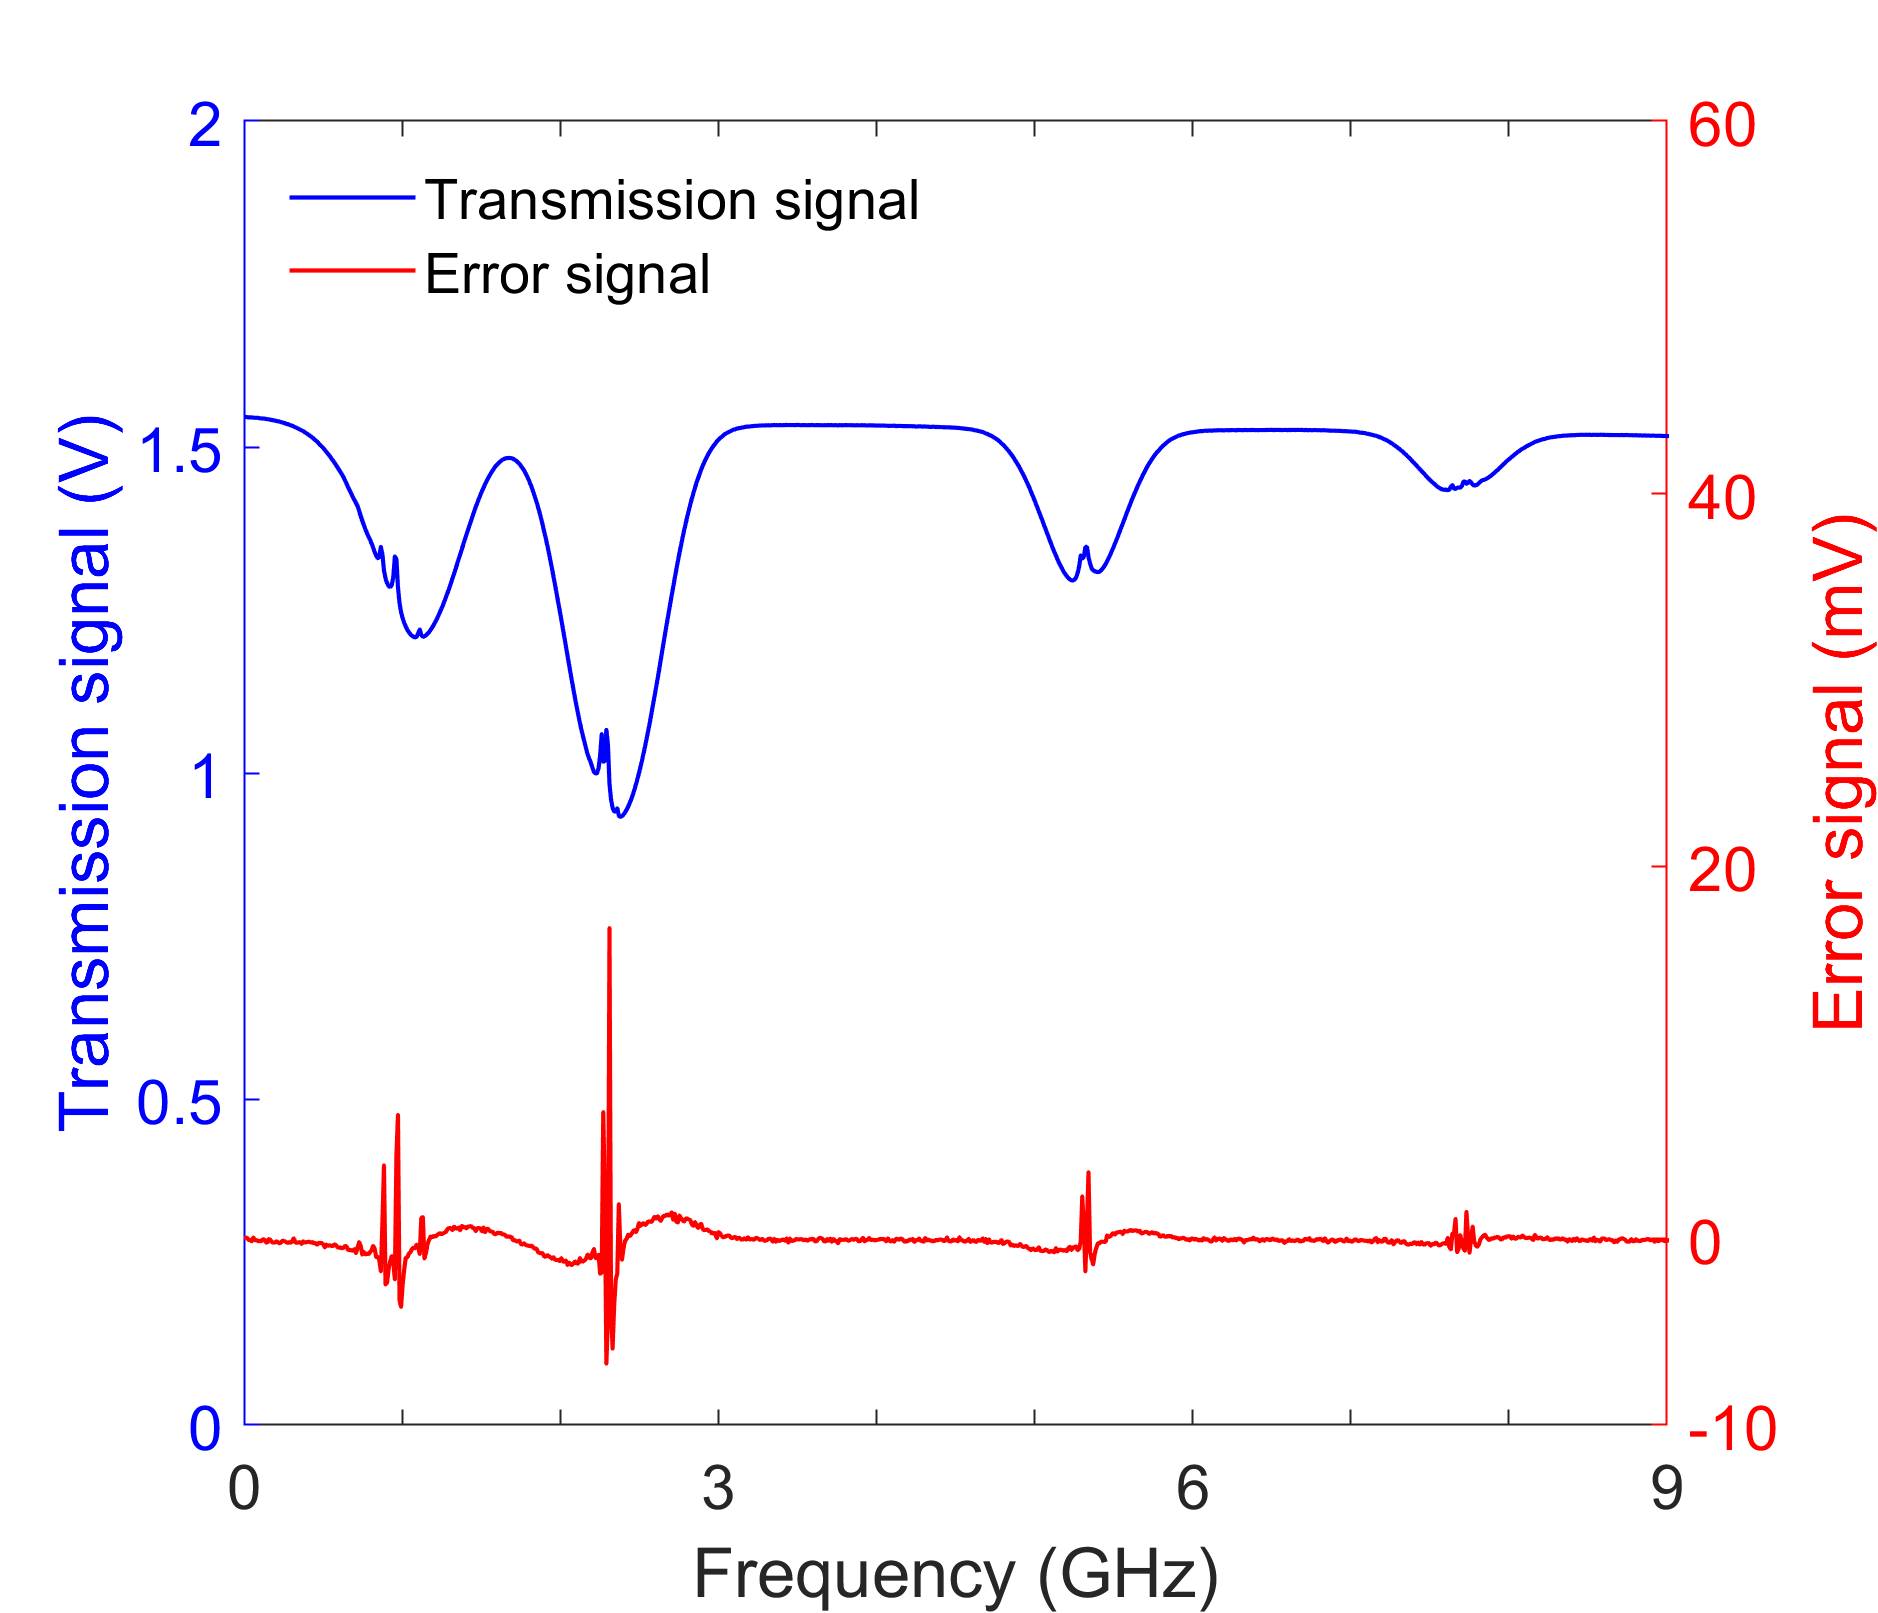 Transmission signal
Error signal
2
1.5
1
0.5
0
Transmission signal (V)
60
40
20
0
-10
Error signal (mV)
0 3 6 9
Frequency (GHz)